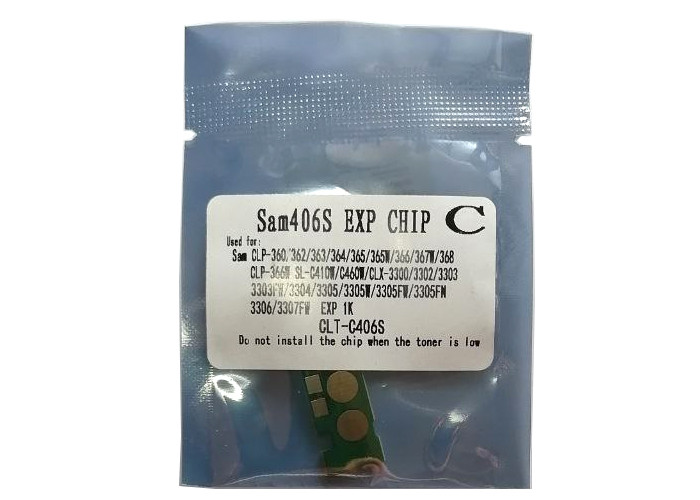 Sam406S EXP CHIP C
Used for:
Sam CLP-360/362/363/364/365/365W/366/367W/368
CLP-366W SL-C410W/C460W/CLX-3300/3302/3303
3303FW/3304/3305/3305W/3305FW/3305FN
3306/3307FW EXP 1K
CLT-C406S
Do not install the chip when the toner is low